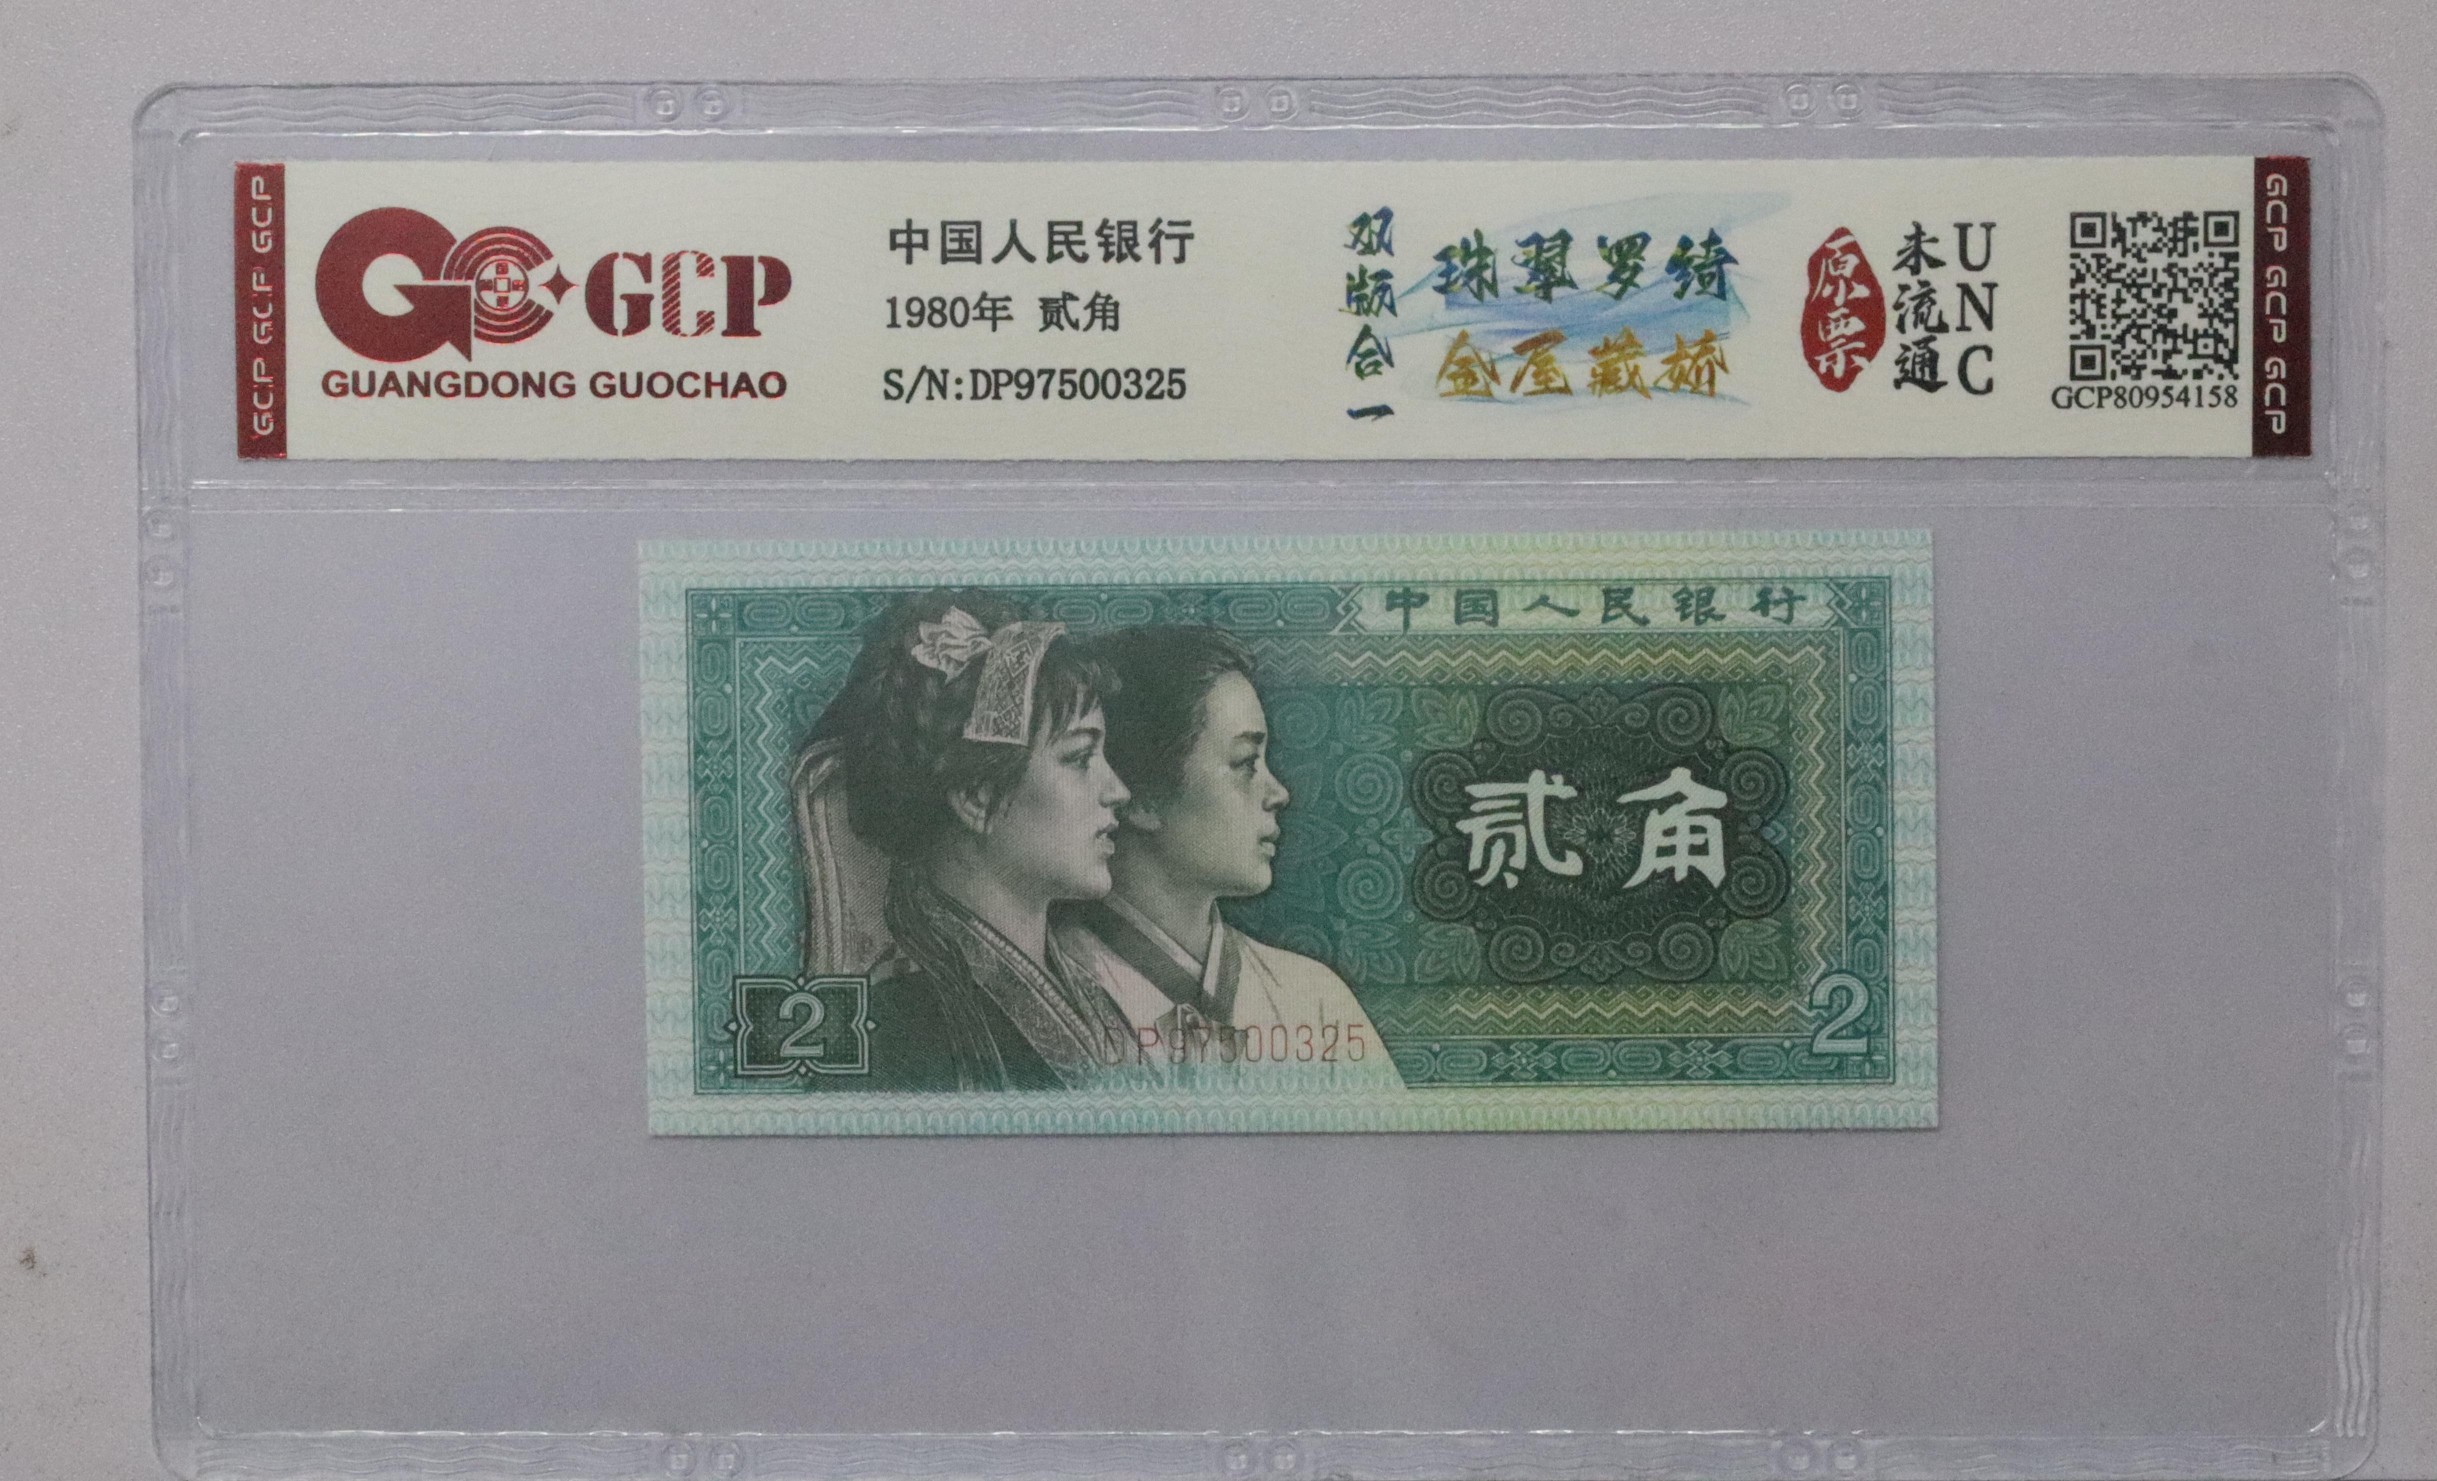 GCP GCP GCP
GCP
GUANGDONG GUOCHAO
中国人民银行
1980年 贰角
S/N:DP97500325
双版合一
珠翠罗绮
金屋藏娇
原票
未流通
UNC
GCP80954158
GCP GCP GCP
中国人民银行
贰角
2
2
DP97500325